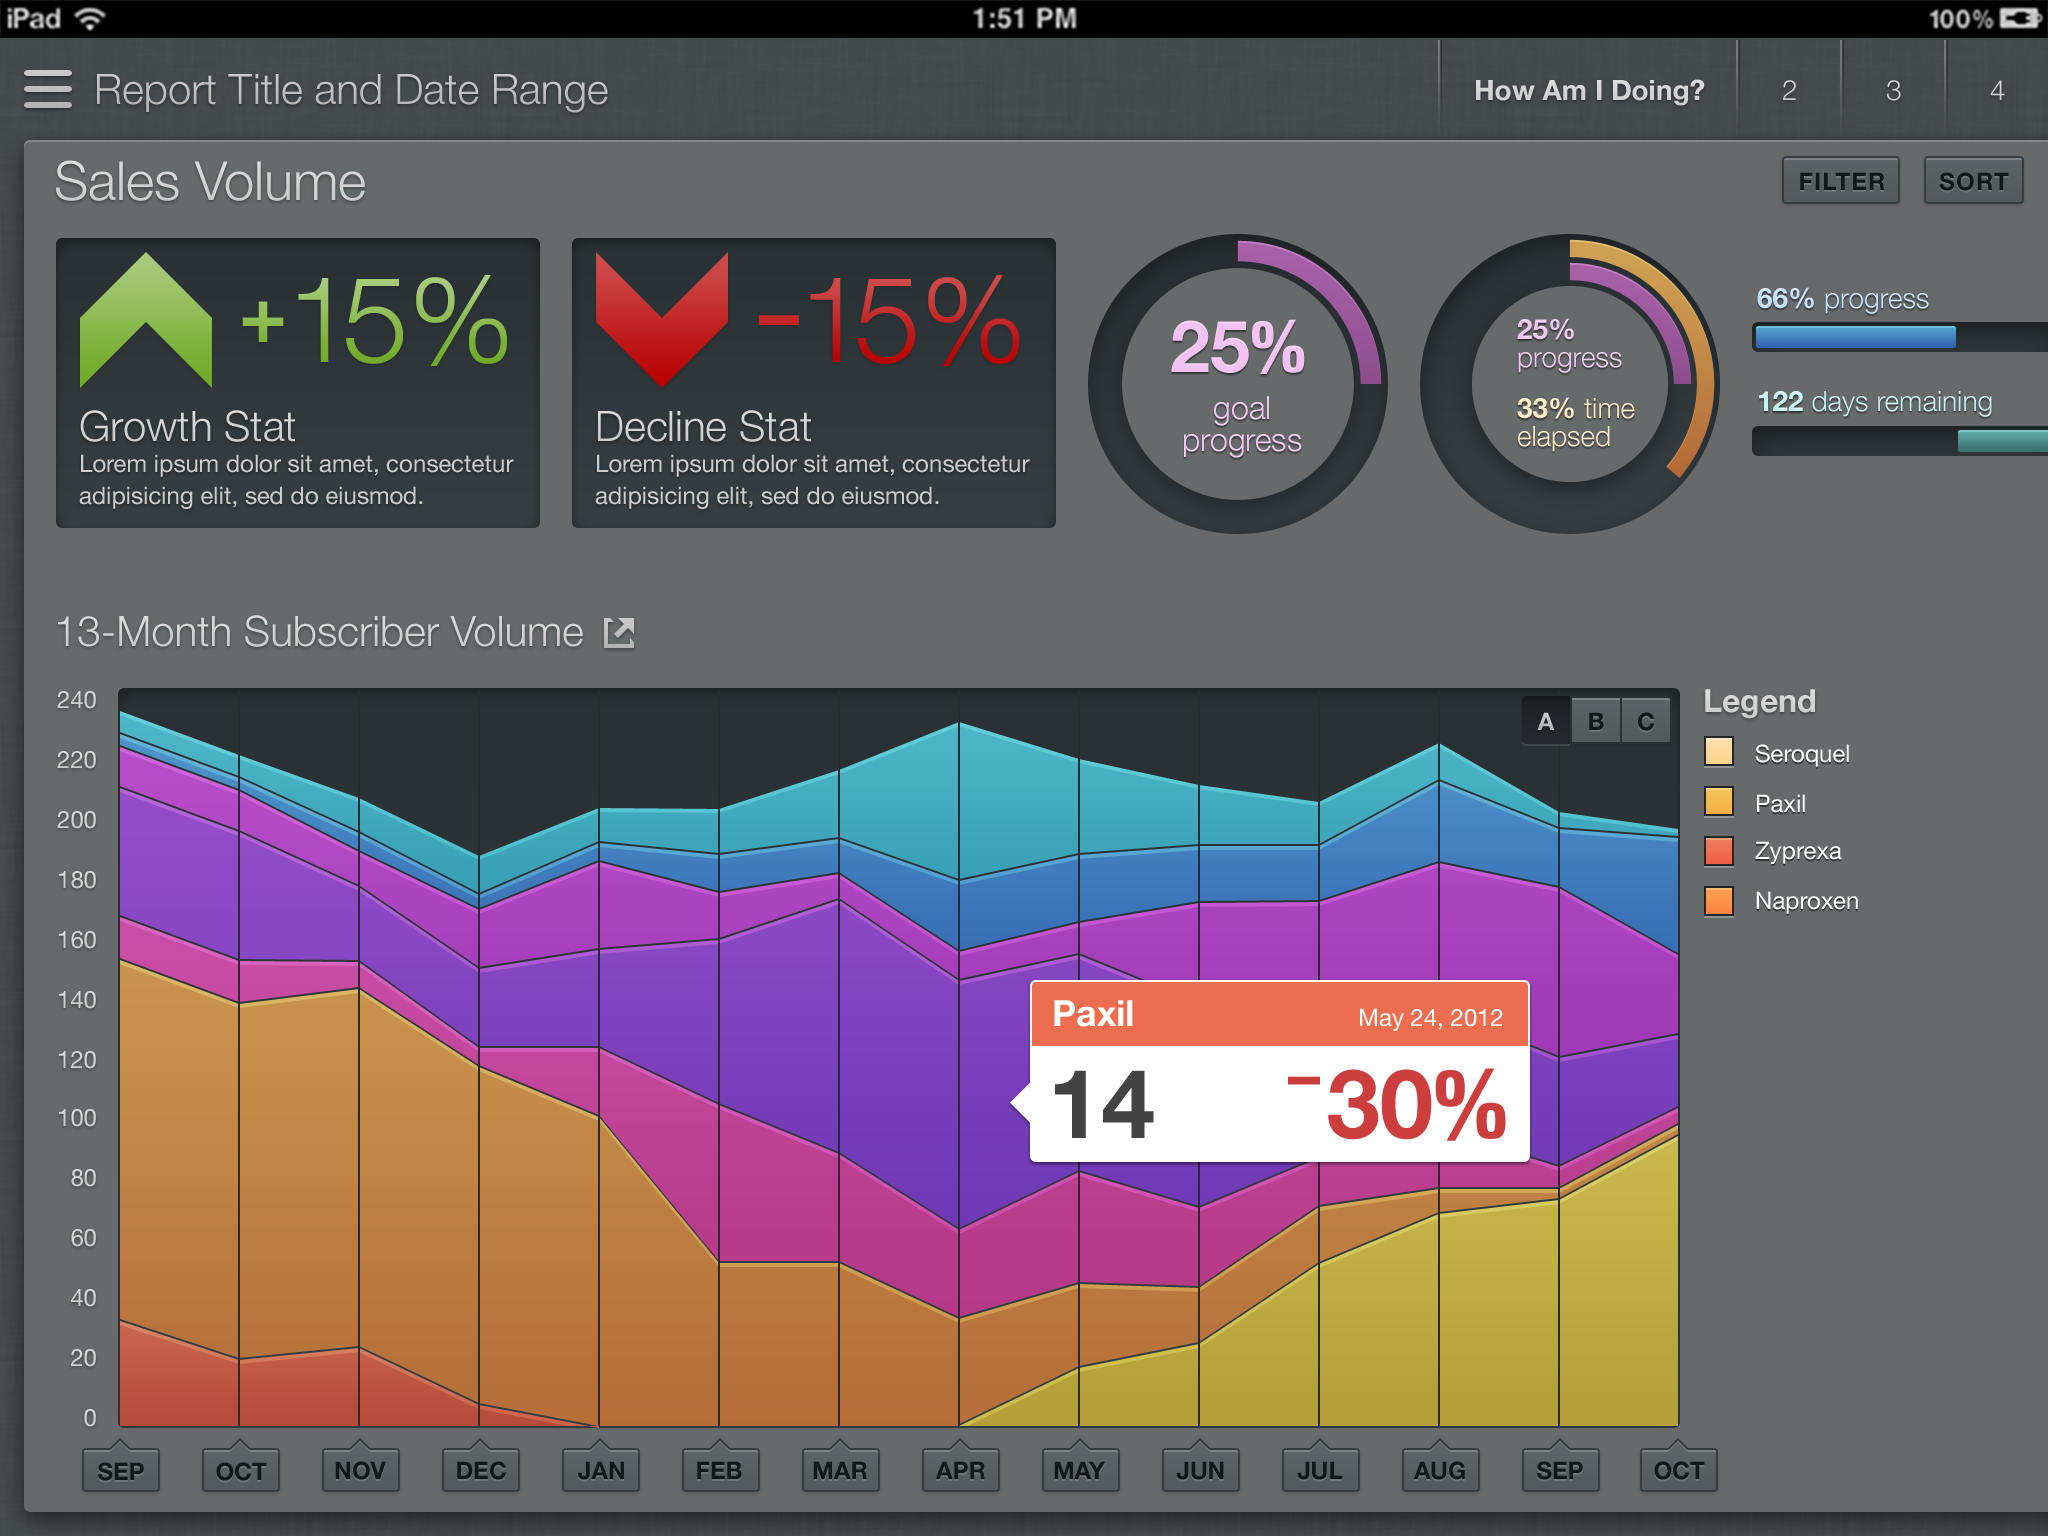 iPad 1:51 PM 100%
Report Title and Date Range
How Am I Doing? 2 3 4
Sales Volume
FILTER SORT
+15%
Growth Stat
Lorem ipsum dolor sit amet, consectetur
adipisicing elit, sed do eiusmod.
-15%
Decline Stat
Lorem ipsum dolor sit amet, consectetur
adipisicing elit, sed do eiusmod.
25%
goal
progress
25%
progress
33% time
elapsed
66% progress
122 days remaining
13-Month Subscriber Volume
240
220
200
180
160
140
120
100
80
60
40
20
0
A B C
Paxil May 24, 2012
14 -30%
SEP OCT NOV DEC JAN FEB MAR APR MAY JUN JUL AUG SEP OCT
Legend
Seroquel
Paxil
Zyprexa
Naproxen